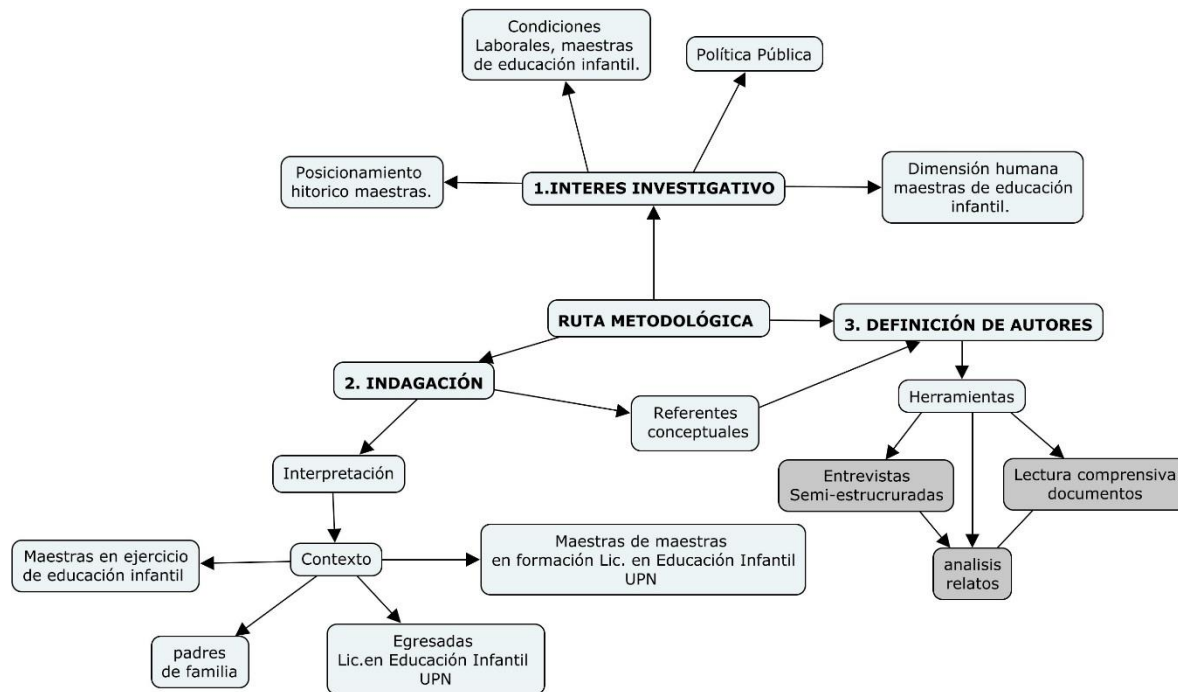 Condiciones
Laborales, maestras
de educación infantil.
Política Pública
Posicionamiento
hitorico maestras.
1.INTERES INVESTIGATIVO
Dimensión humana
maestras de educación
infantil.
RUTA METODOLÓGICA
3. DEFINICIÓN DE AUTORES
2. INDAGACIÓN
Referentes
conceptuales
Herramientas
Interpretación
Entrevistas
Semi-estrucruradas
Lectura comprensiva
documentos
Maestras en ejercicio
de educación infantil
Contexto
Maestras de maestras
en formación Lic. en Educación Infantil
UPN
analisis
relatos
padres
de familia
Egresadas
Lic.en Educación Infantil
UPN